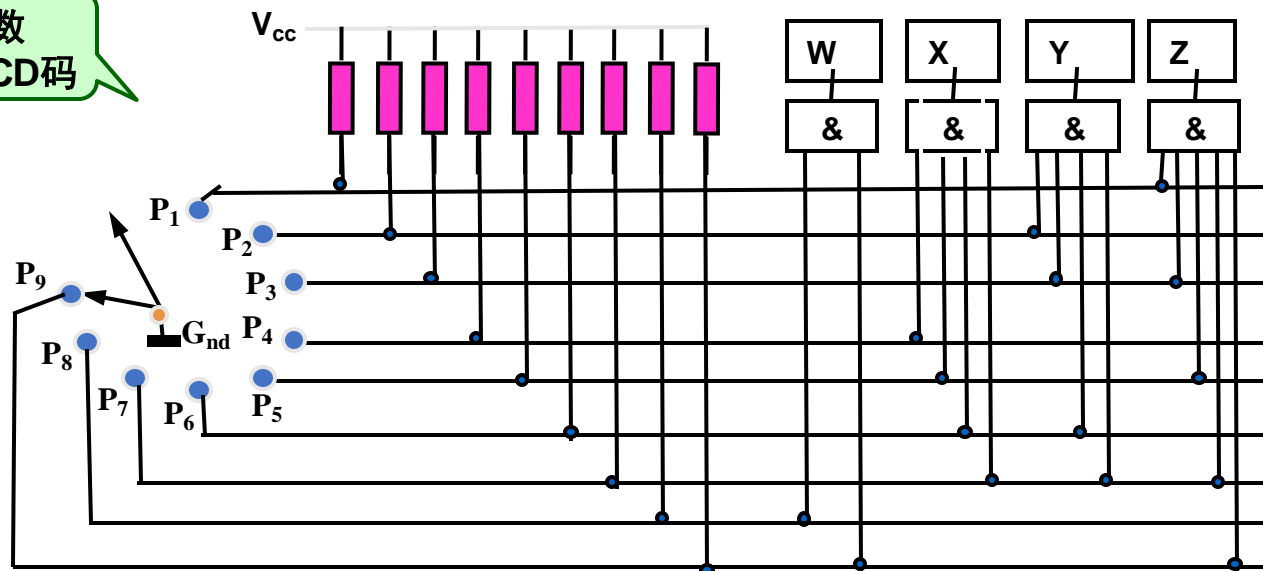 数
CD码
Vcc
W X Y Z
& & & &
P1
P2
P9
P3
Gnd P4
P8
P7
P6
P5